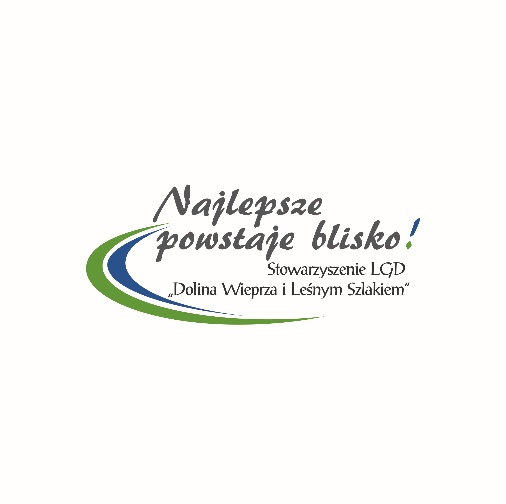 Najlepsze
powstaje blisko!
Stowarzyszenie LGD
„Dolina Wieprza i Leśnym Szlakiem“